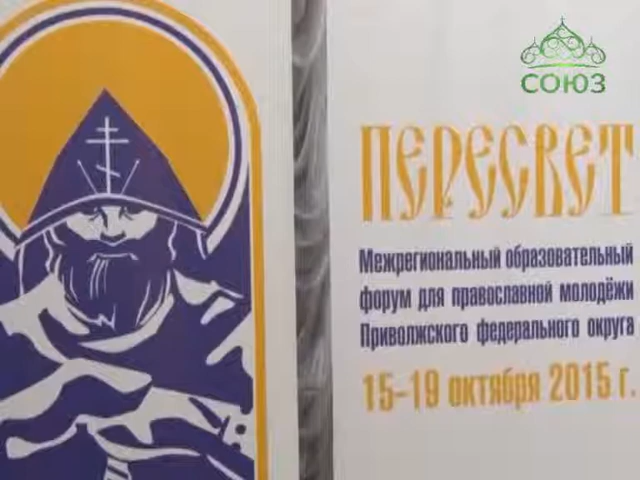 СОЮЗ
ПЕРЕСВЕТ
Межрегиональный образовательный
форум для православной молодёжи
Приволжского федерального округа
15-19 октября 2015 г.